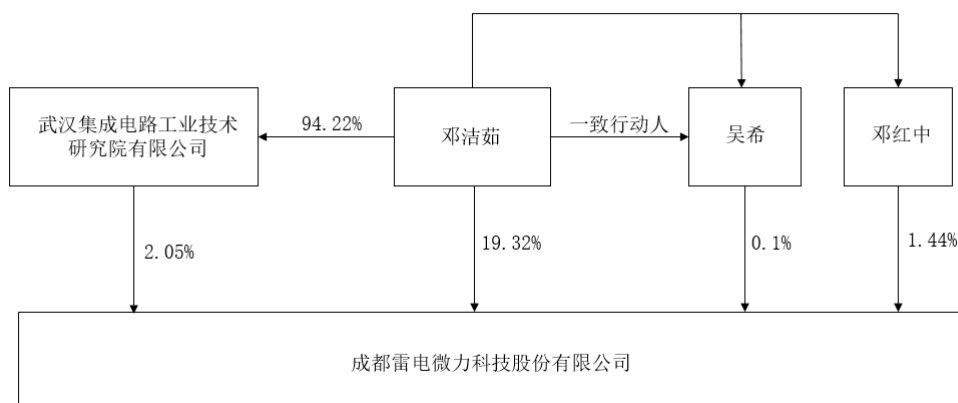 武汉集成电路工业技术
研究院有限公司
94.22%
邓洁茹
一致行动人
吴希
邓红中
2.05%
19.32%
0.1%
1.44%
成都雷电微力科技股份有限公司